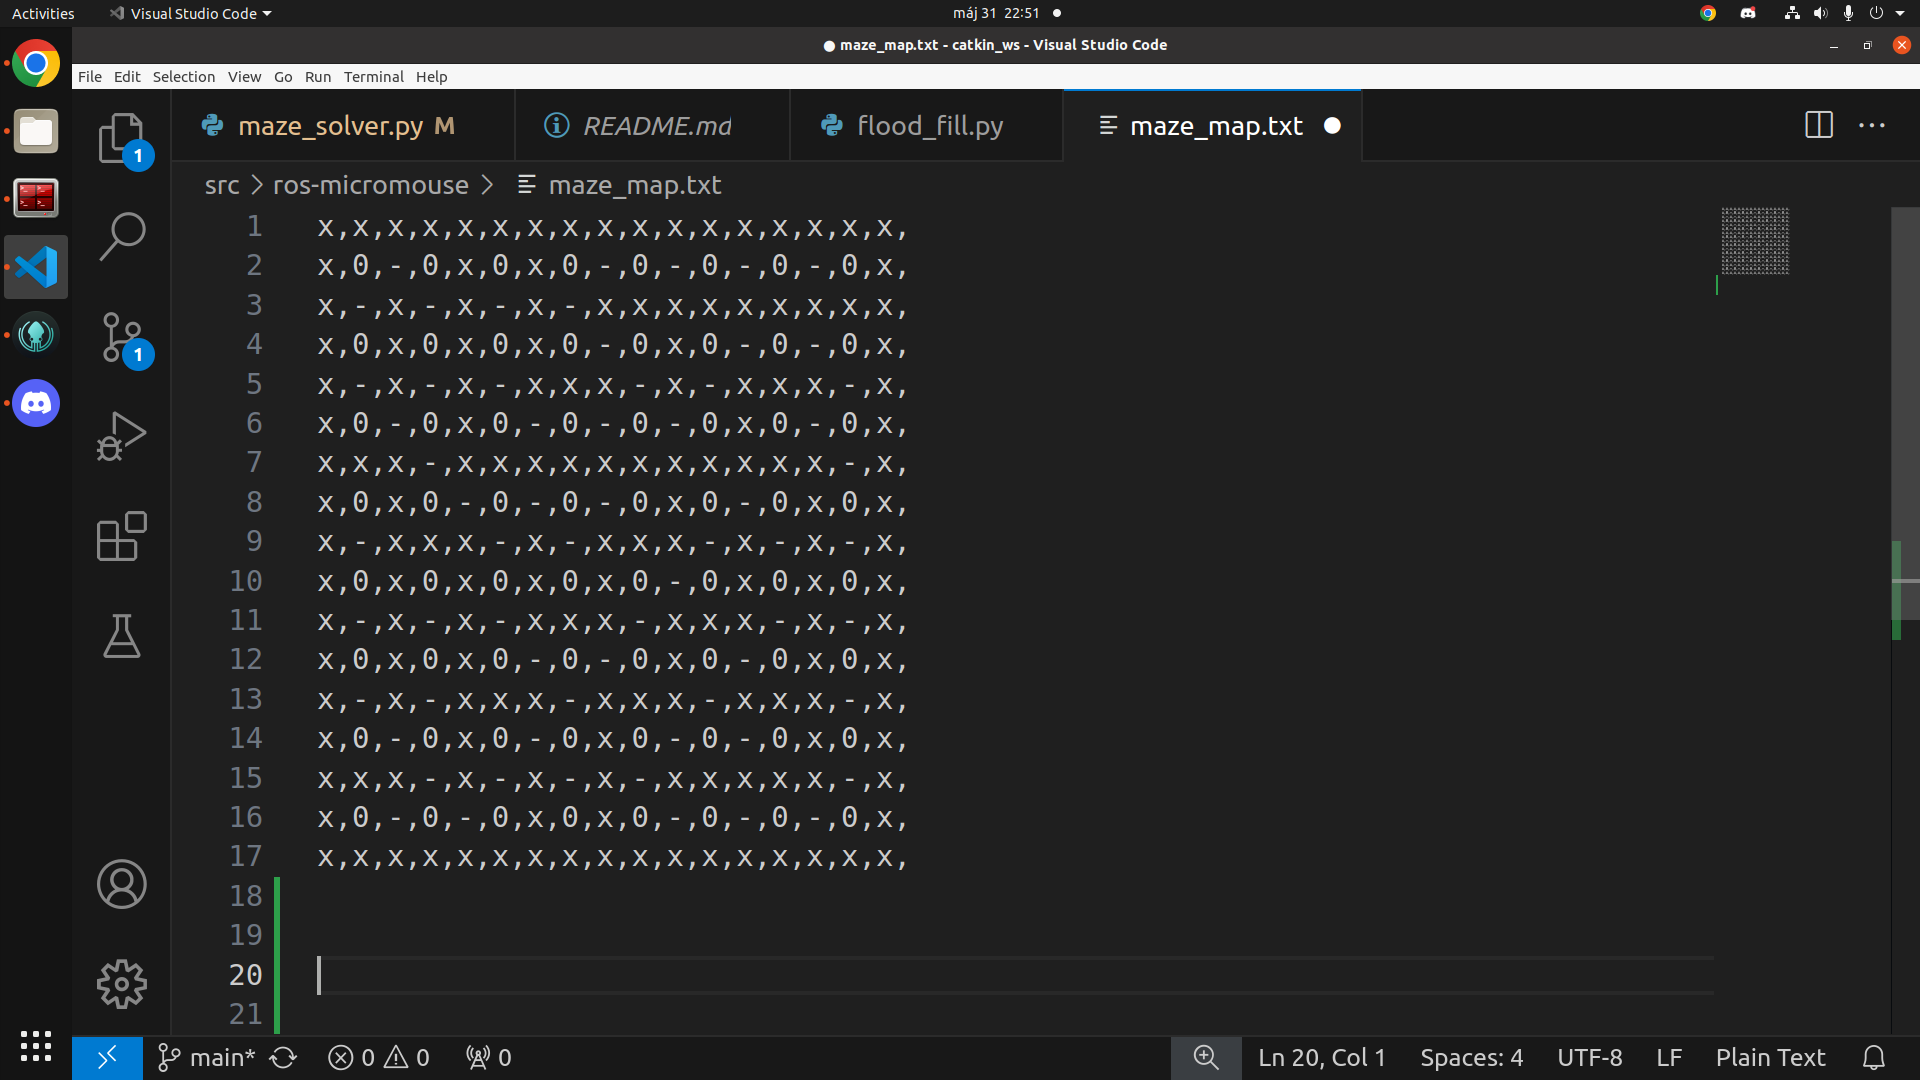 Activities Visual Studio Code máj 31 22:51
maze_map.txt - catkin_ws - Visual Studio Code
File Edit Selection View Go Run Terminal Help
maze_solver.py M README.md flood_fill.py maze_map.txt
src ros-micromouse maze_map.txt
1 x,x,x,x,x,x,x,x,x,x,x,x,x,x,x,x,x,
2 x,0,-,0,x,0,x,0,-,0,-,0,-,0,-,0,x,
3 x,-,x,-,x,-,-,x,x,x,x,x,x,x,x,x,x,
4 x,0,x,0,x,0,x,0,-,0,x,0,-,0,-,0,x,
5 x,-,x,-,x,-,x,x,x,-,x,-,x,x,x,-,x,
6 x,0,-,0,x,0,-,0,-,0,-,0,x,0,-,0,x,
7 x,x,x,-,x,x,x,x,x,x,x,x,x,x,x,-,x,
8 x,0,x,0,-,0,-,0,-,0,x,0,-,0,x,0,x,
9 x,-,x,x,x,-,x,-,x,x,x,-,x,-,x,-,x,
10 x,0,x,0,x,0,x,0,x,0,-,0,x,0,x,0,x,
11 x,-,x,-,x,-,x,x,x,-,x,x,x,-,x,-,x,
12 x,0,x,0,x,0,-,0,-,0,x,0,-,0,x,0,x,
13 x,-,x,-,x,x,x,-,x,x,x,-,x,x,x,-,x,
14 x,0,-,0,x,0,-,0,x,0,-,0,-,0,x,0,x,
15 x,x,x,-,x,-,x,-,x,-,x,x,x,x,x,-,x,
16 x,0,-,0,-,0,x,0,x,0,-,0,-,0,-,0,x,
17 x,x,x,x,x,x,x,x,x,x,x,x,x,x,x,x,x,
18
19
20
21
1
1
main* 0 0 0 Ln 20, Col 1 Spaces: 4 UTF-8 LF Plain Text